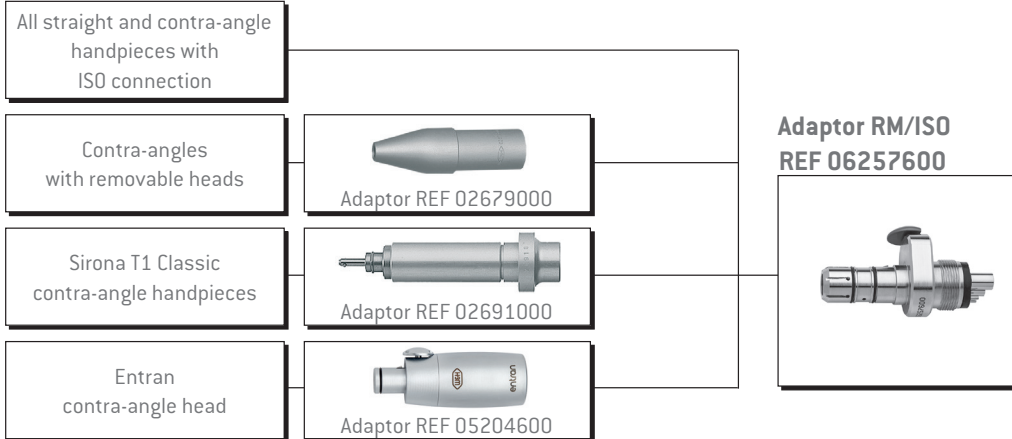 All straight and contra-angle
handpieces with
ISO connection
Contra-angles
with removable heads
Adaptor REF 02679000
Sirona T1 Classic
contra-angle handpieces
Adaptor REF 02691000
Entran
contra-angle head
W&H
entran
Adaptor REF 05204600
Adaptor RM/ISO
REF 06257600